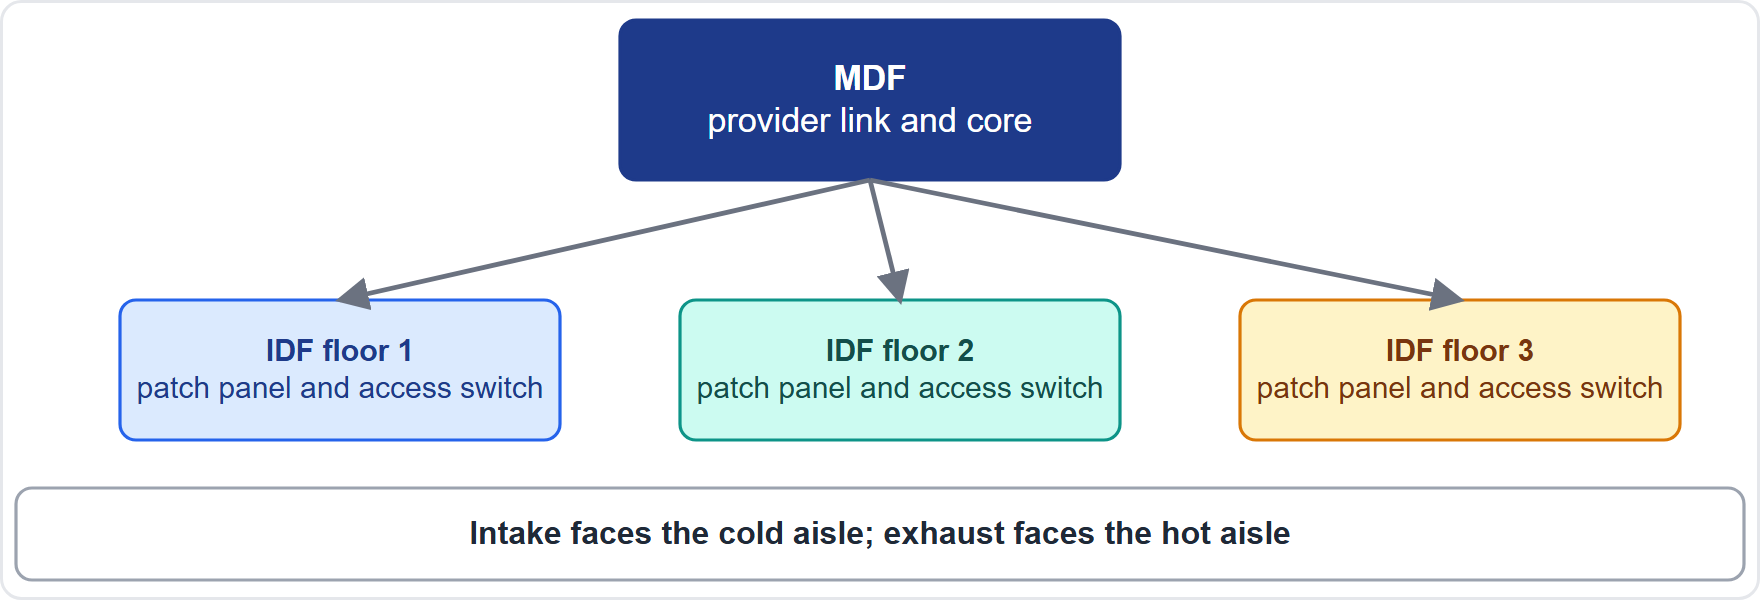 MDF
provider link and core
IDF floor 1
patch panel and access switch
IDF floor 2
patch panel and access switch
IDF floor 3
patch panel and access switch
Intake faces the cold aisle; exhaust faces the hot aisle